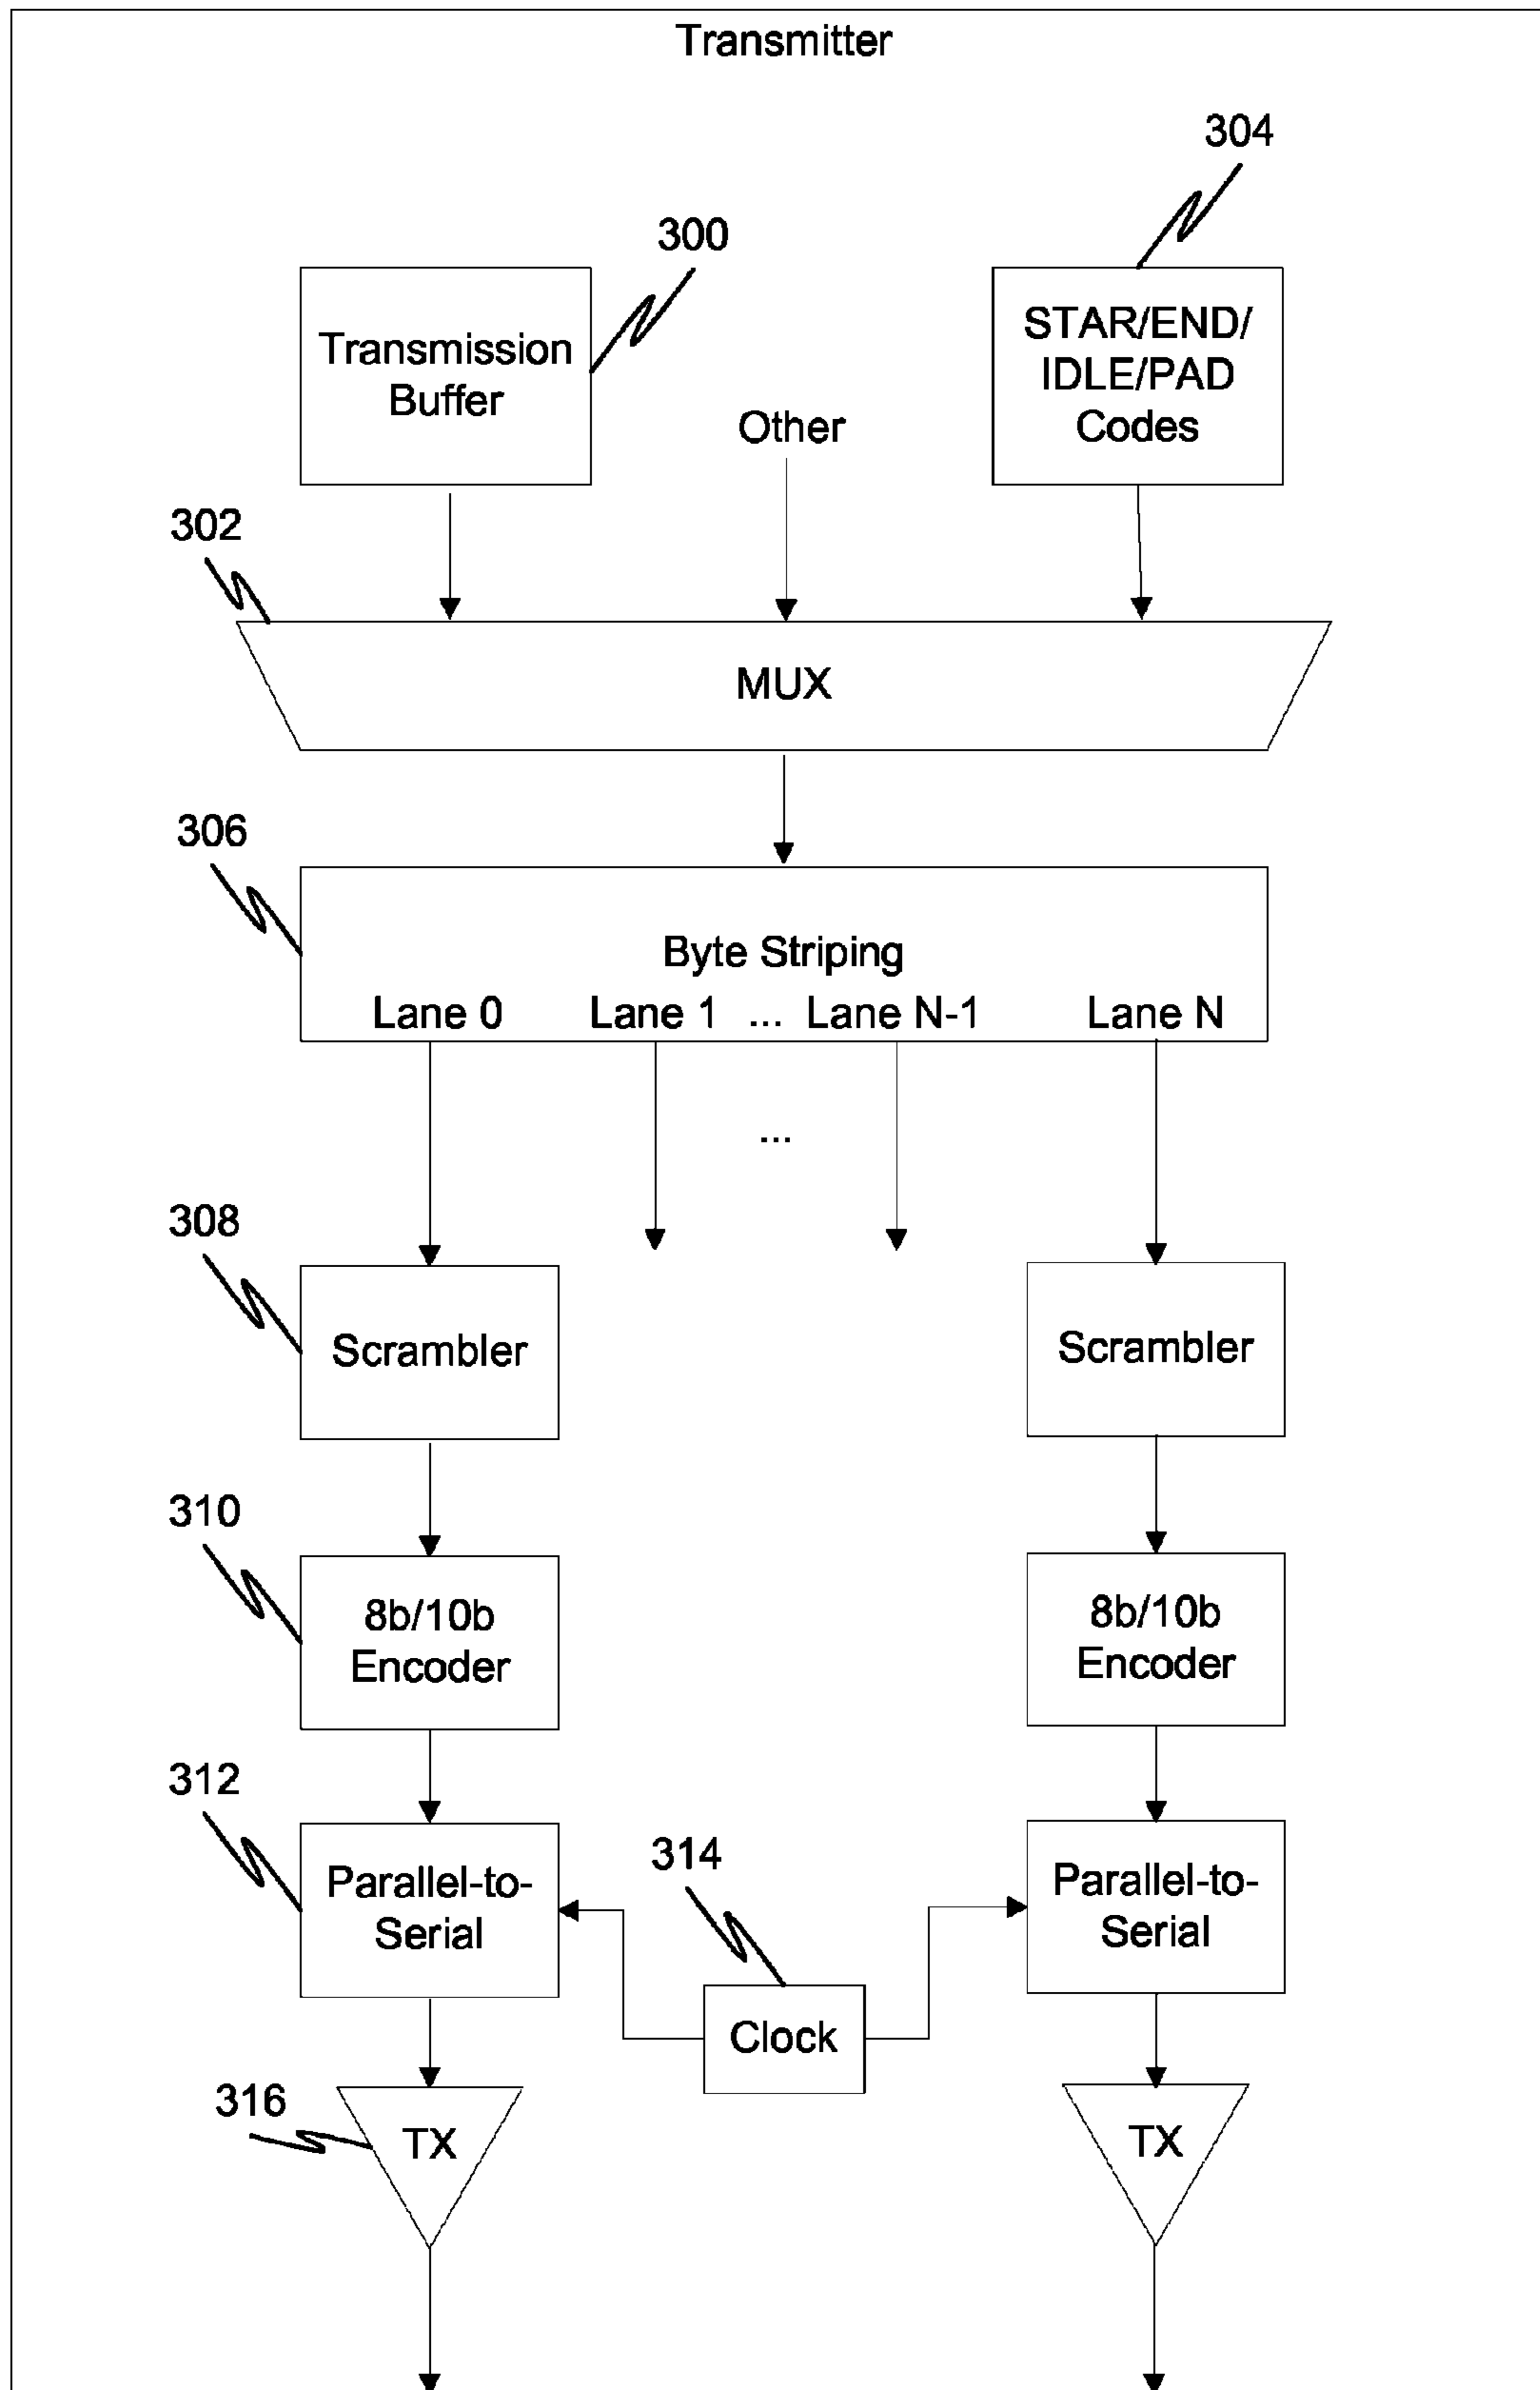 Transmitter
304
300
Transmission
Buffer
STAR/END/
IDLE/PAD
Codes
Other
302
MUX
306
Byte Striping
Lane 0 Lane 1 ... Lane N-1 Lane N
...
308
Scrambler
Scrambler
310
8b/10b
Encoder
8b/10b
Encoder
312
Parallel-to-
Serial
314
Clock
Parallel-to-
Serial
316
TX
TX